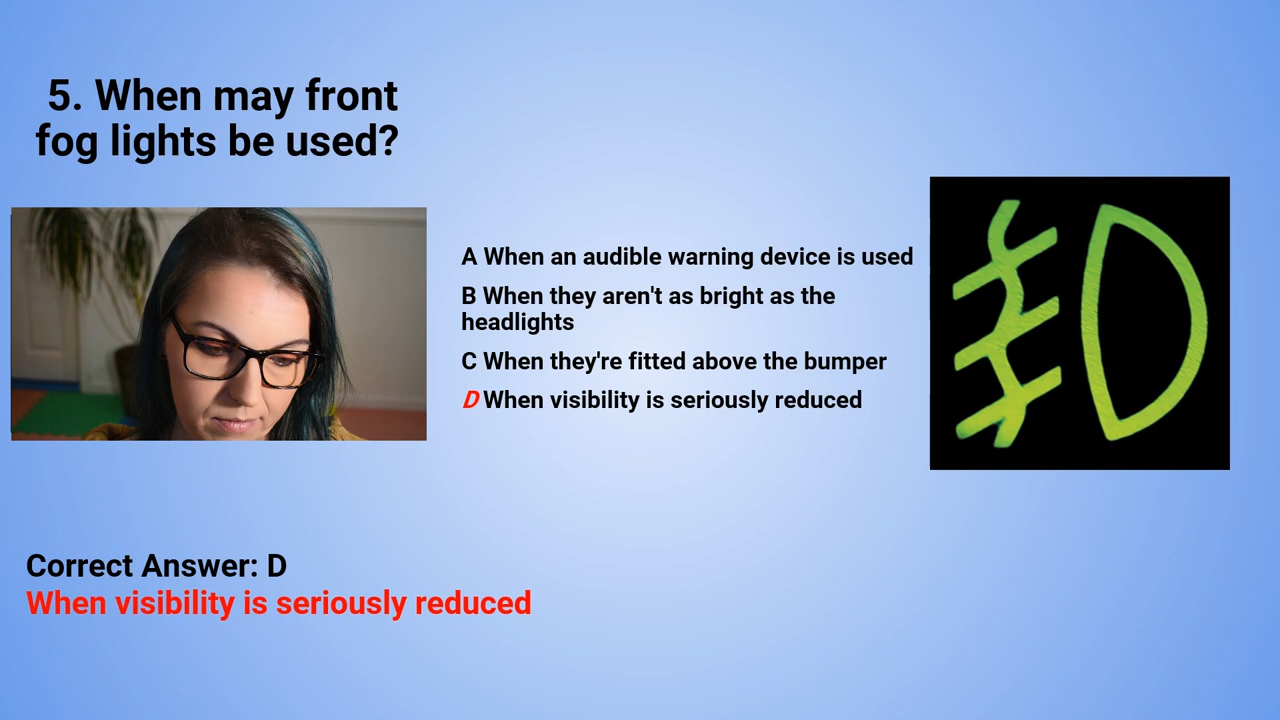 5. When may front
fog lights be used?
A When an audible warning device is used
B When they aren't as bright as the
headlights
C When they're fitted above the bumper
D When visibility is seriously reduced
Correct Answer: D
When visibility is seriously reduced